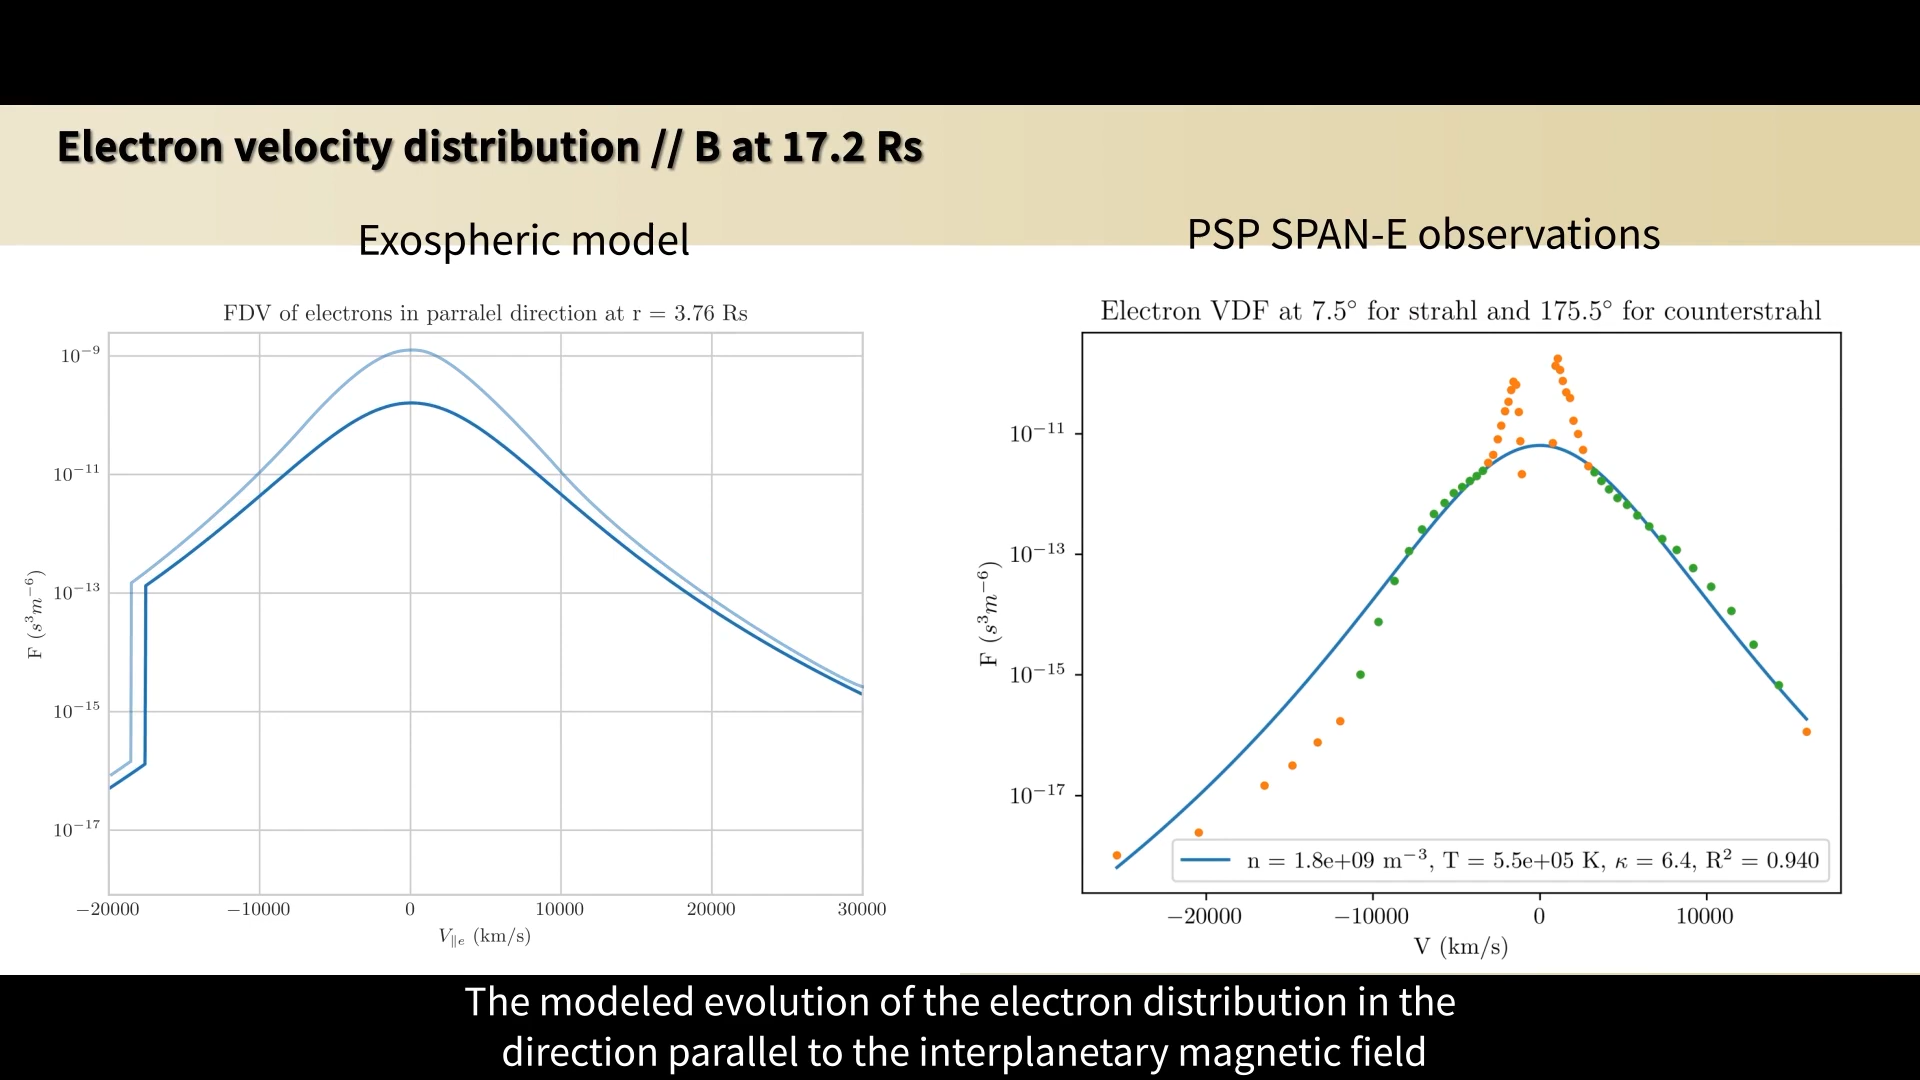 Electron velocity distribution // B at 17.2 Rs
Exospheric model
PSP SPAN-E observations
FDV of electrons in parralel direction at r = 3.76 Rs
10⁻⁹
10⁻¹¹
10⁻¹³
10⁻¹⁵
10⁻¹⁷
F (s³m⁻⁶)
−20000 −10000 0 10000 20000 30000
V∥e (km/s)
Electron VDF at 7.5° for strahl and 175.5° for counterstrahl
10⁻¹¹
10⁻¹³
10⁻¹⁵
10⁻¹⁷
F (s³m⁻⁶)
n = 1.8e+09 m⁻³, T = 5.5e+05 K, κ = 6.4, R² = 0.940
−20000 −10000 0 10000
V (km/s)
The modeled evolution of the electron distribution in the
direction parallel to the interplanetary magnetic field